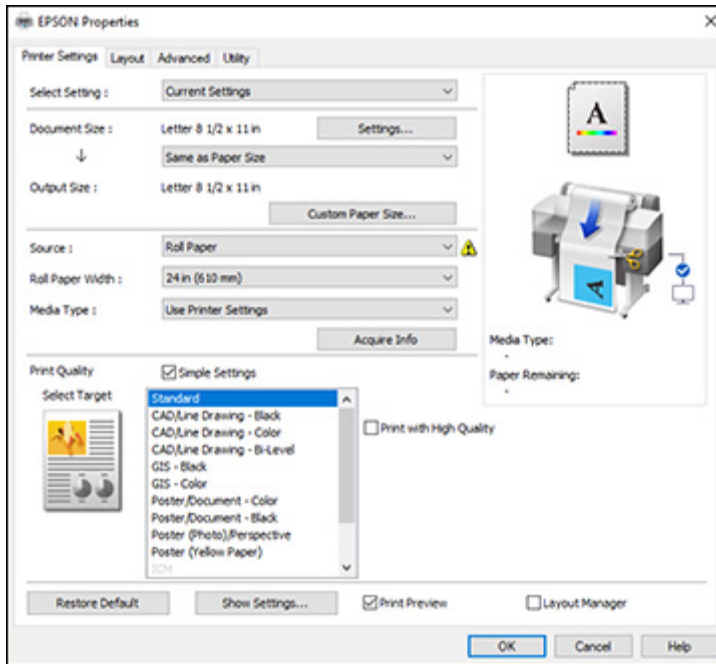 EPSON Properties
Printer Settings Layout Advanced Utility
Select Setting : Current Settings
Document Size : Letter 8 1/2 x 11 in Settings...
Same as Paper Size
Output Size : Letter 8 1/2 x 11 in
Custom Paper Size...
Source : Roll Paper
Roll Paper Width : 24 in (610 mm)
Media Type : Use Printer Settings
Acquire Info
Print Quality Simple Settings
Select Target
Standard
CAD/Line Drawing - Black
CAD/Line Drawing - Color
CAD/Line Drawing - Bi-Level
GIS - Black
GIS - Color
Poster/Document - Color
Poster/Document - Black
Poster (Photo)/Perspective
Poster (Yellow Paper)
ICM
Print with High Quality
A
A
Media Type:
-
Paper Remaining:
-
Restore Default Show Settings... Print Preview Layout Manager
OK Cancel Help